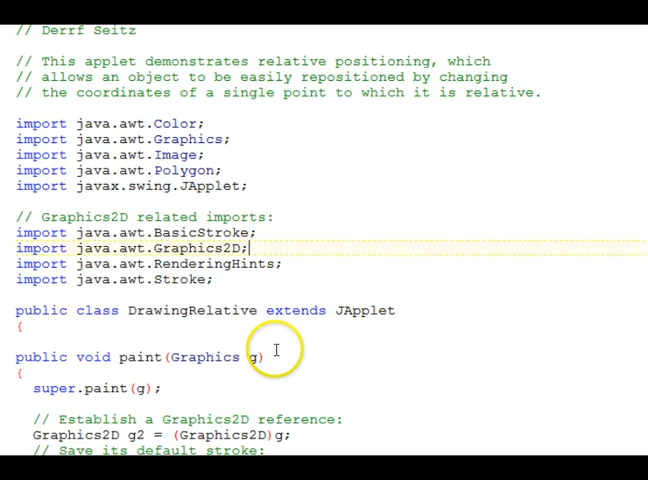 // Derrf Seitz
// This applet demonstrates relative positioning, which
// allows an object to be easily repositioned by changing
// the coordinates of a single point to which it is relative.
import java.awt.Color;
import java.awt.Graphics;
import java.awt.Image;
import java.awt.Polygon;
import javax.swing.JApplet;
// Graphics2D related imports:
import java.awt.BasicStroke;
import java.awt.Graphics2D;
import java.awt.RenderingHints;
import java.awt.Stroke;
public class DrawingRelative extends JApplet
{
public void paint(Graphics g)
{
super.paint(g);
// Establish a Graphics2D reference:
Graphics2D g2 = (Graphics2D)g;
// Save its default stroke: